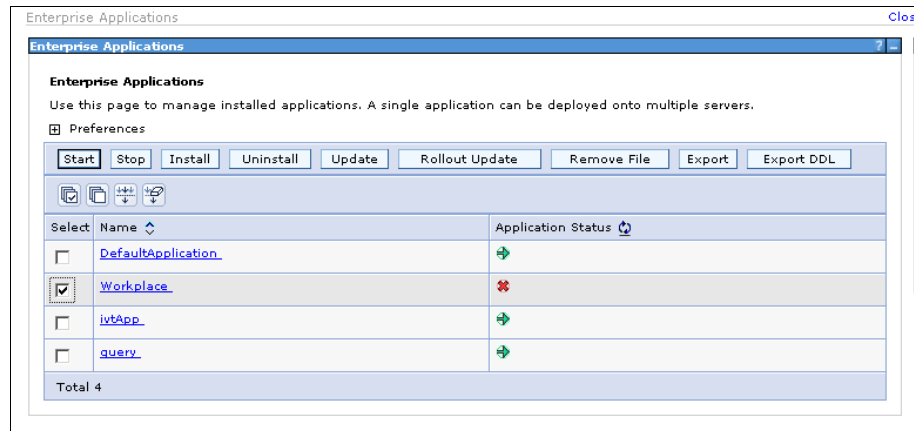 Enterprise Applications
Clos
Enterprise Applications
? –
Enterprise Applications
Use this page to manage installed applications. A single application can be deployed onto multiple servers.
Preferences
Start Stop Install Uninstall Update Rollout Update Remove File Export Export DDL
Select Name Application Status
DefaultApplication
Workplace
ivtApp
query
Total 4